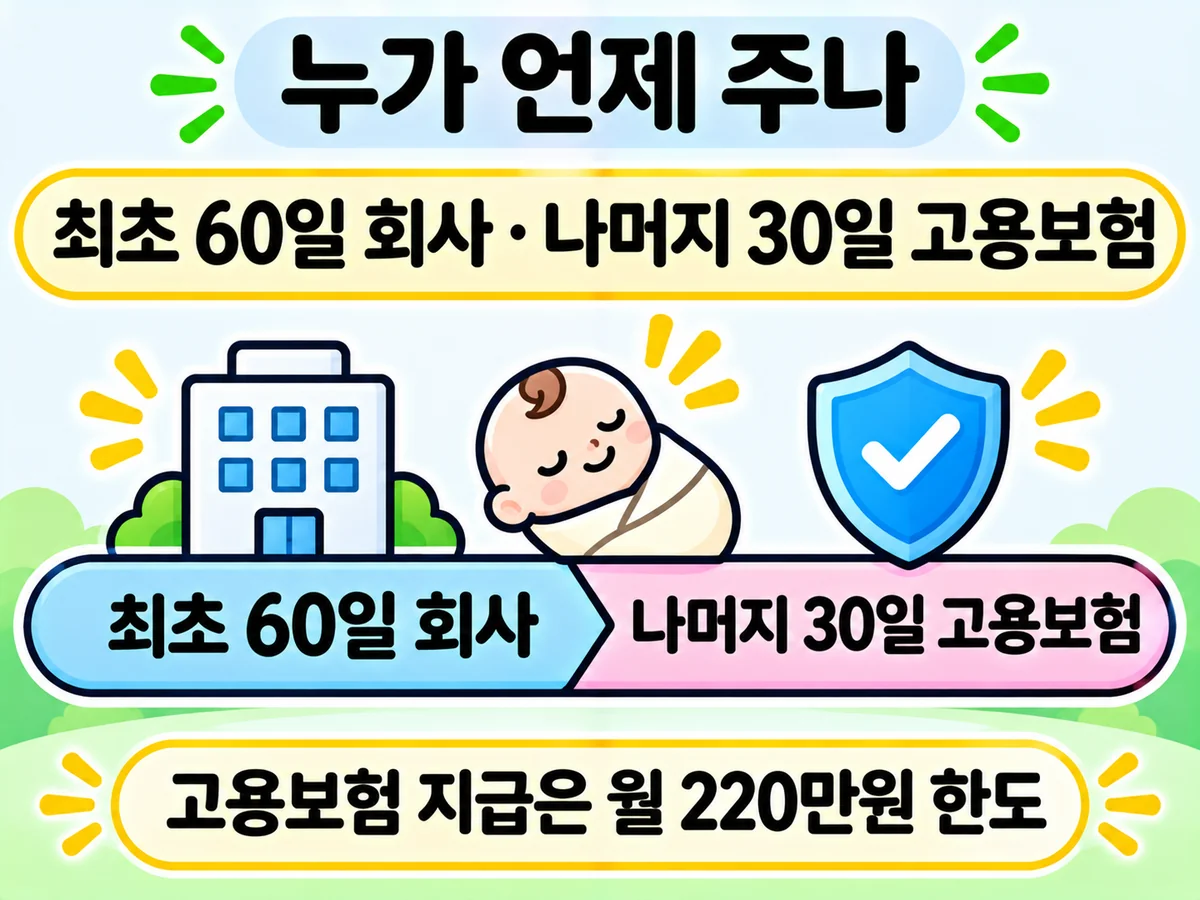 누가 언제 주나
최초 60일 회사 · 나머지 30일 고용보험
최초 60일 회사
나머지 30일 고용보험
고용보험 지급은 월 220만원 한도